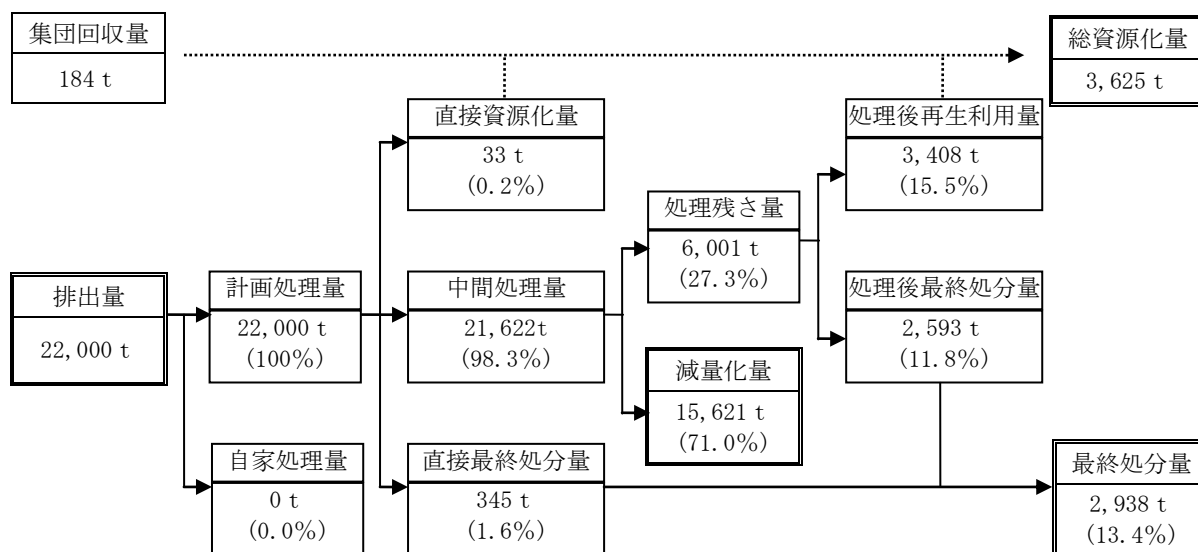 集団回収量
184 t
総資源化量
3,625 t
直接資源化量
33 t
(0.2%)
処理後再生利用量
3,408 t
(15.5%)
処理残さ量
6,001 t
(27.3%)
排出量
22,000 t
計画処理量
22,000 t
(100%)
中間処理量
21,622t
(98.3%)
処理後最終処分量
2,593 t
(11.8%)
減量化量
15,621 t
(71.0%)
自家処理量
0 t
(0.0%)
直接最終処分量
345 t
(1.6%)
最終処分量
2,938 t
(13.4%)